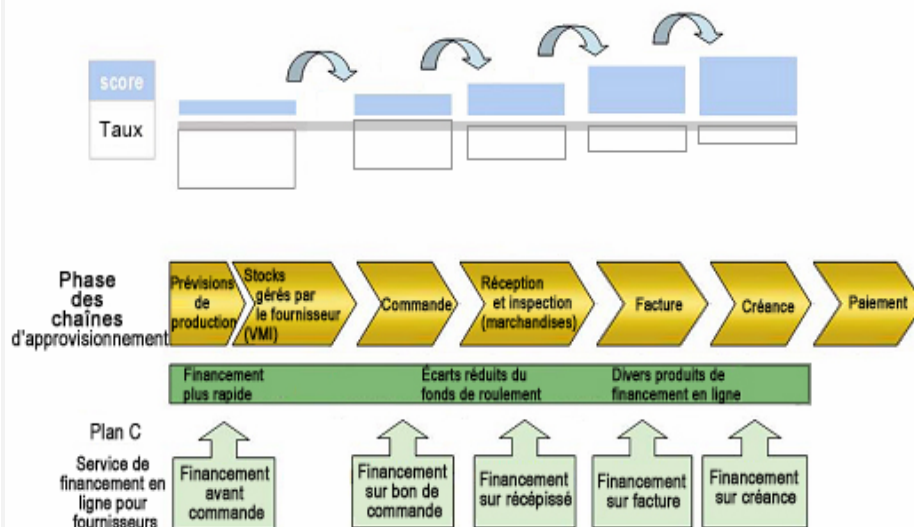 score
Taux
Phase
des
chaînes
d'approvisionnement
Prévisions
de
production
Stocks
gérés par
le fournisseur
(VMI)
Commande
Réception
et inspection
(marchandises)
Facture
Créance
Paiement
Financement
plus rapide
Écarts réduits du
fonds de roulement
Divers produits de
financement en ligne
Plan C
Service de
financement en
ligne pour
fournisseurs
Financement
avant
commande
Financement
sur bon de
commande
Financement
sur récépissé
Financement
sur facture
Financement
sur créance